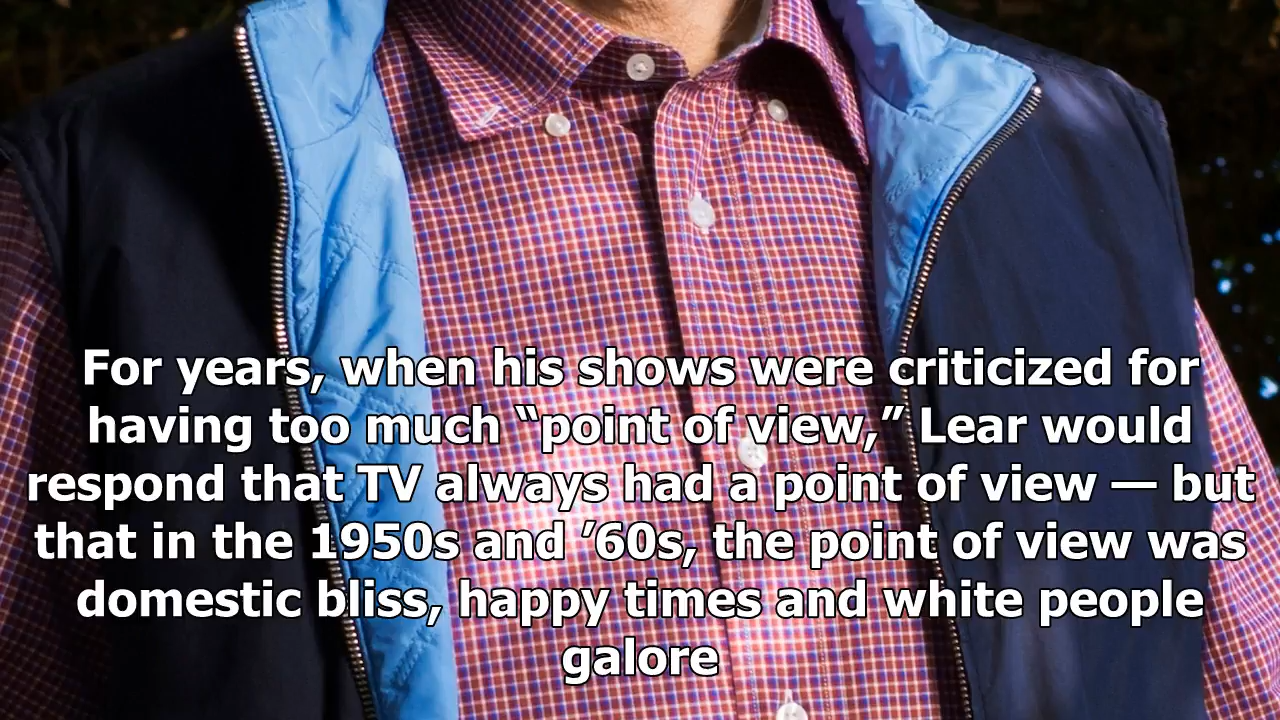 For years, when his shows were criticized for
having too much “point of view,” Lear would
respond that TV always had a point of view — but
that in the 1950s and ’60s, the point of view was
domestic bliss, happy times and white people
galore